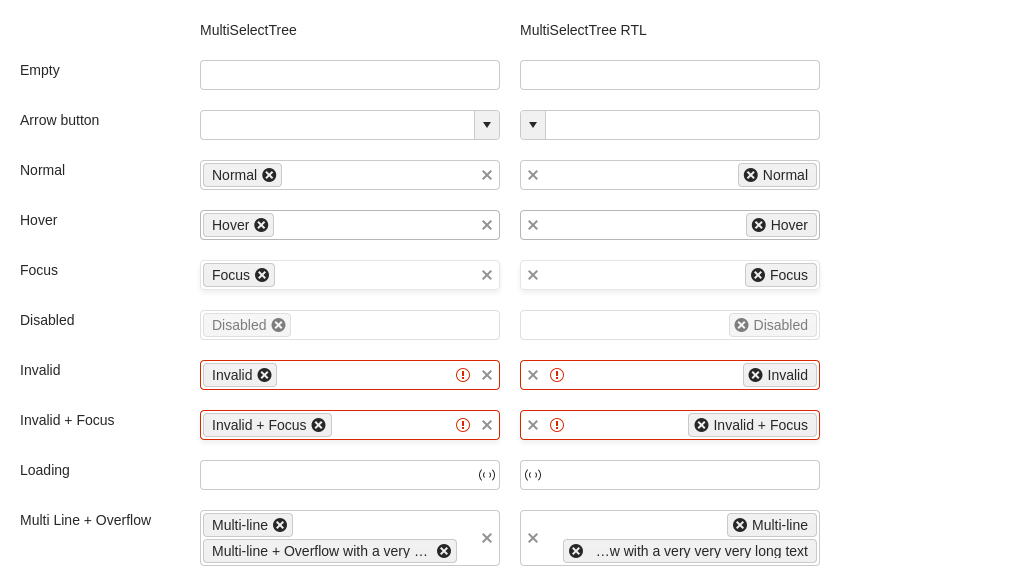 MultiSelectTree MultiSelectTree RTL
Empty
Arrow button
Normal Normal Normal
Hover Hover Hover
Focus Focus Focus
Disabled Disabled Disabled
Invalid Invalid Invalid
Invalid + Focus Invalid + Focus Invalid + Focus
Loading
Multi Line + Overflow Multi-line Multi-line
Multi-line + Overflow with a very … …w with a very very very long text